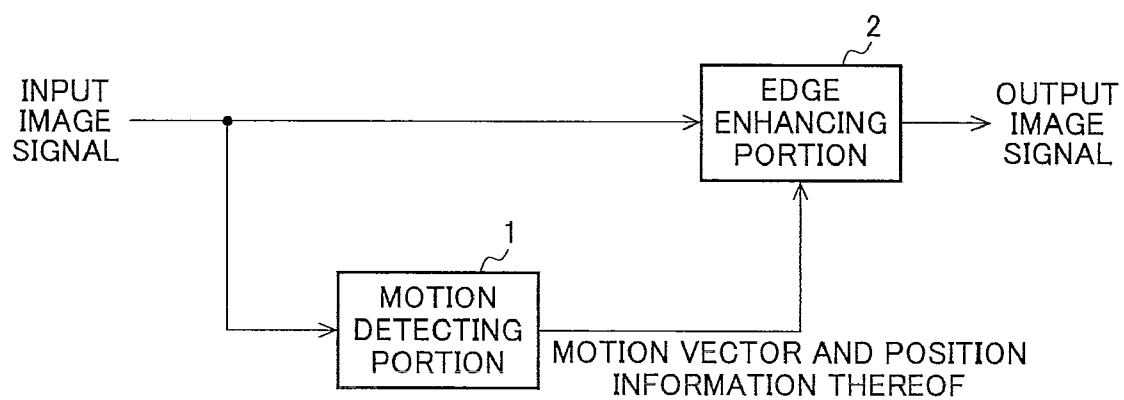 2
INPUT
IMAGE
SIGNAL
EDGE
ENHANCING
PORTION
OUTPUT
IMAGE
SIGNAL
1
MOTION
DETECTING
PORTION
MOTION VECTOR AND POSITION
INFORMATION THEREOF